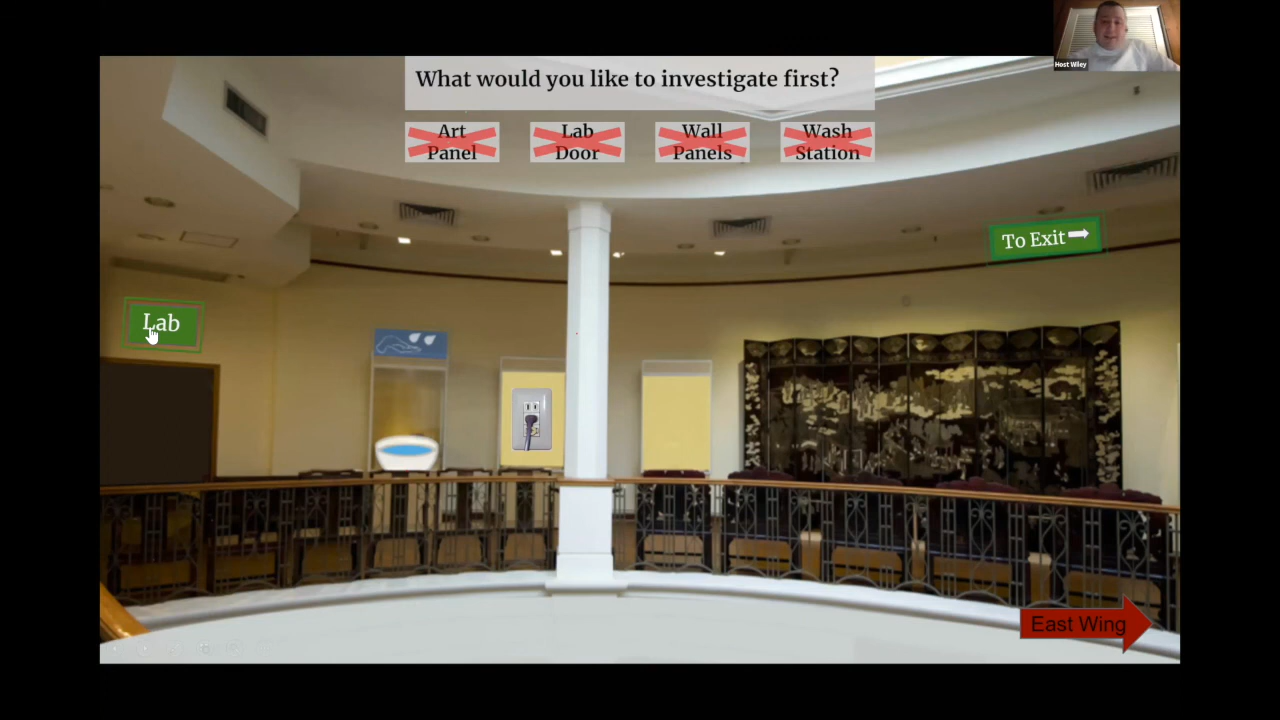 Host Wiley
What would you like to investigate first?
Art
Panel
Lab
Door
Wall
Panels
Wash
Station
To Exit
Lab
East Wing